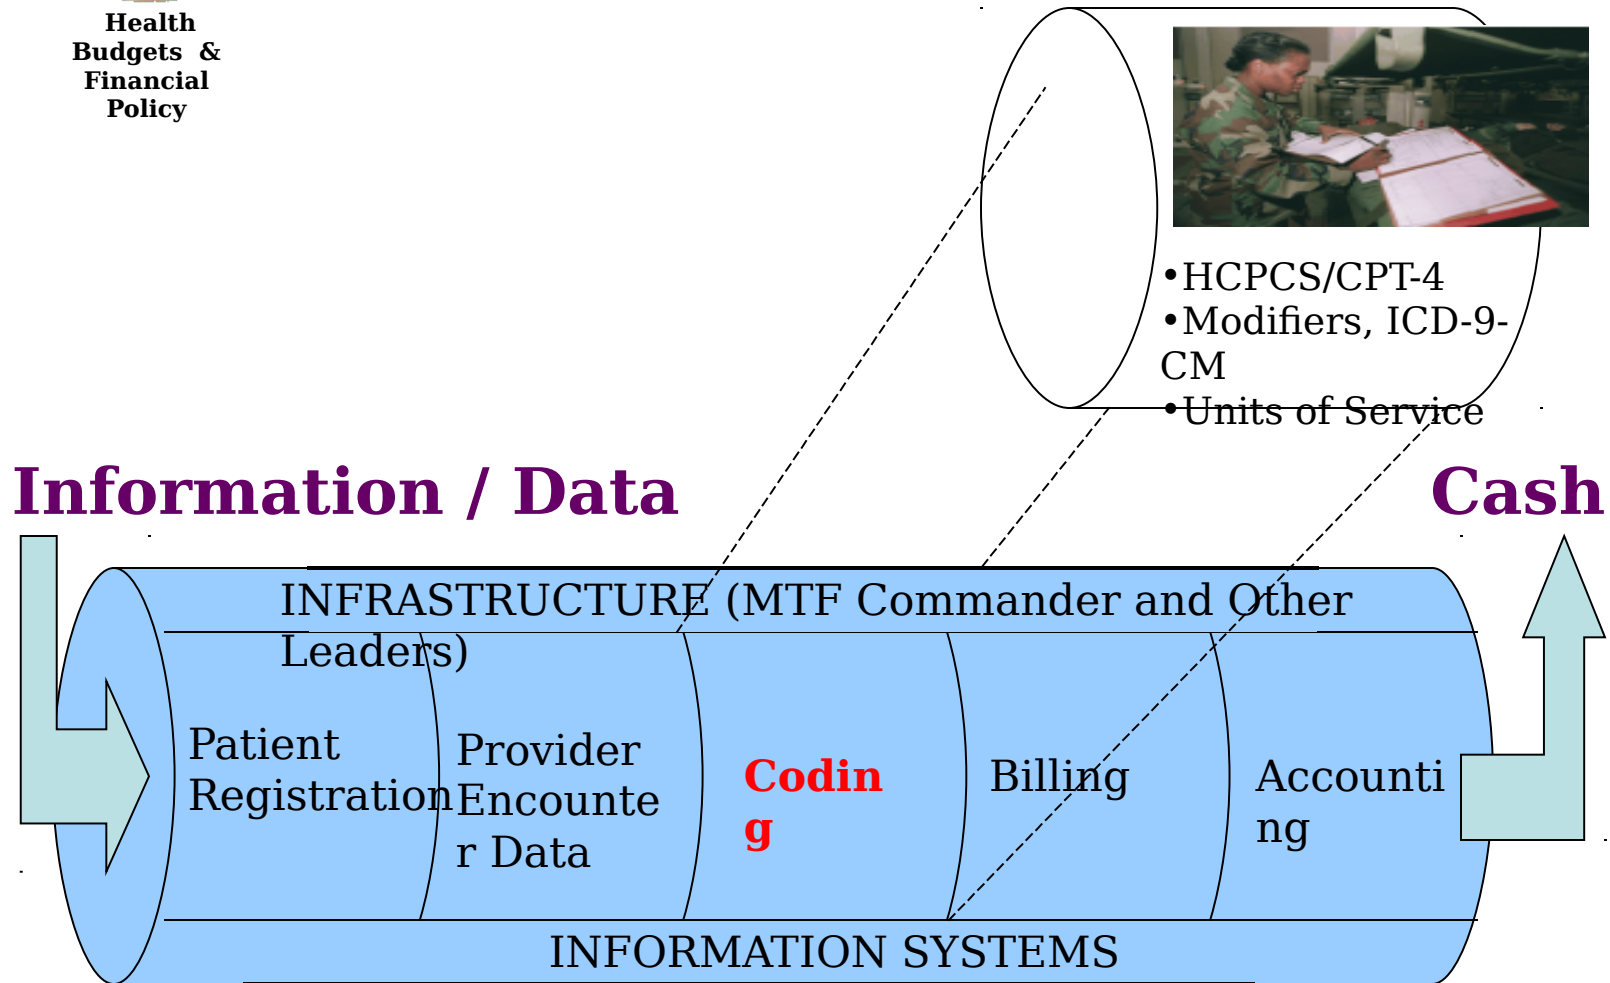 Health
Budgets & 
Financial
Policy
•HCPCS/CPT-4
•Modifiers, ICD-9-
CM
•Units of Service
Information / Data
Cash
INFRASTRUCTURE (MTF Commander and Other
Leaders)
Patient
Registration
Provider
Encounte
r Data
Codin
g
Billing
Accounti
ng
INFORMATION SYSTEMS